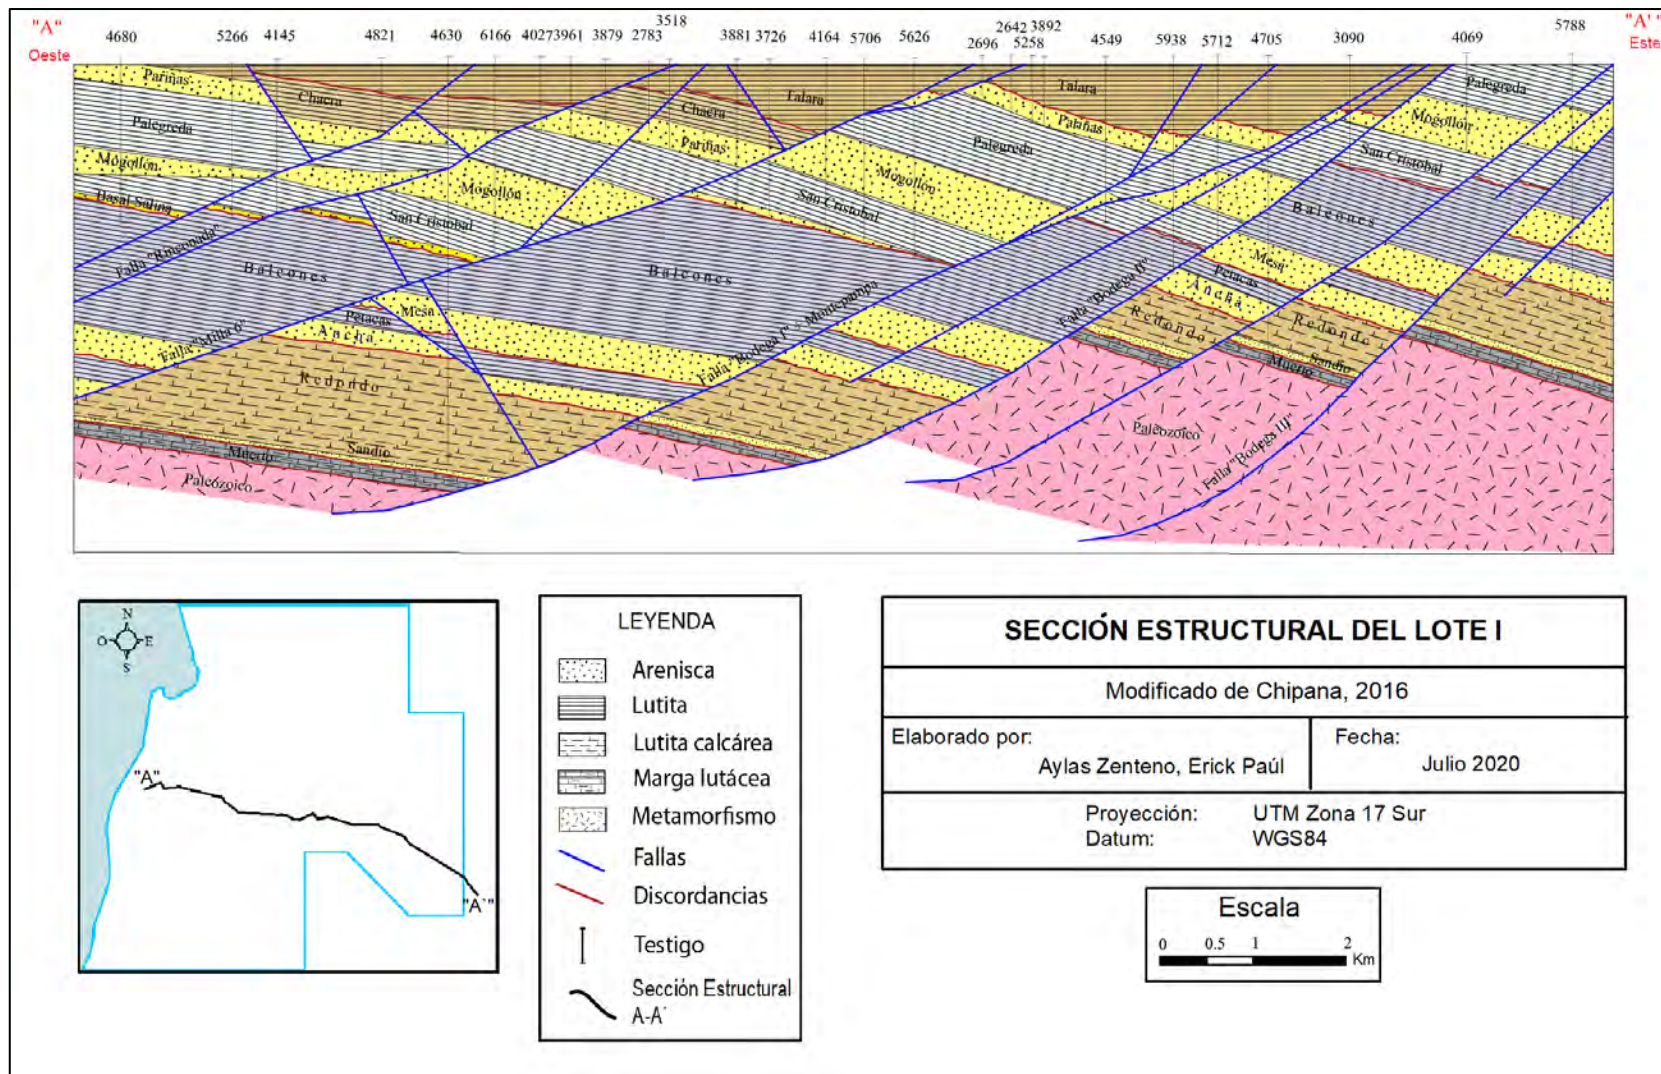 "A"
Oeste
"A'"
Este
4680 5266 4145 4821 4630 6166 4027 3961 3879 2783 3518 3881 3726 4164 5706 5626 2696 2642 5258 3892 4549 5938 5712 4705 3090 4069 5788
Pariñas
Chacra
Palegreda
Mogollón
Basal Salina
Falla "Rinconada"
Balcones
Mogollón
San Cristobal
Falla "Milla 6"
Petacas
Mesa
Ancha
Redondo
Sandio
Muerto
Paleozoico
Chacra
Talara
Pariñas
Mogollón
San Cristobal
Balcones
Falla "Bodega I" - Montepampa
Talara
Pariñas
Palegreda
Falla "Bodega II"
Petacas
Mesa
Ancha
Redondo
Redondo
Sandio
Muerto
Paleozoico
Falla "Bodega III"
Palegreda
Mogollón
San Cristobal
Balcones
N
O E
S
"A"
"A'"
LEYENDA
Arenisca
Lutita
Lutita calcárea
Marga lutácea
Metamorfismo
Fallas
Discordancias
Testigo
Sección Estructural
A-A'
SECCIÓN ESTRUCTURAL DEL LOTE I
Modificado de Chipana, 2016
Elaborado por:
Aylas Zenteno, Erick Paúl
Fecha:
Julio 2020
Proyección: UTM Zona 17 Sur
Datum: WGS84
Escala
0 0.5 1 2
Km